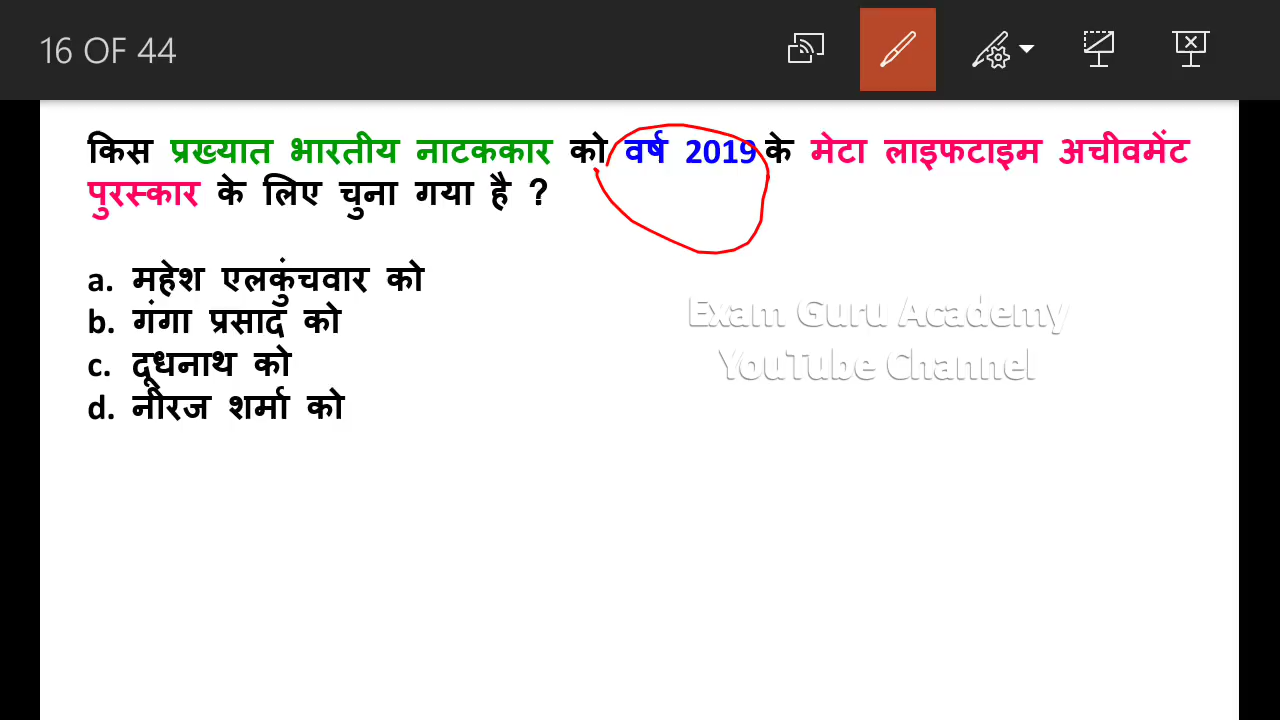 16 OF 44
किस प्रख्यात भारतीय नाटककार को वर्ष 2019 के मेटा लाइफटाइम अचीवमेंट
पुरस्कार के लिए चुना गया है ?
a. महेश एलकुंचवार को
b. गंगा प्रसाद को
c. दूधनाथ को
d. नीरज शर्मा को
Exam Guru Academy
YouTube Channel